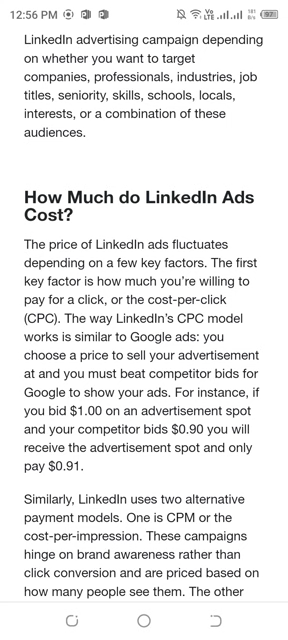 12:56 PM
Vo
LTE
181
B/s
LinkedIn advertising campaign depending
on whether you want to target
companies, professionals, industries, job
titles, seniority, skills, schools, locals,
interests, or a combination of these
audiences.
How Much do LinkedIn Ads
Cost?
The price of LinkedIn ads fluctuates
depending on a few key factors. The first
key factor is how much you’re willing to
pay for a click, or the cost-per-click
(CPC). The way LinkedIn’s CPC model
works is similar to Google ads: you
choose a price to sell your advertisement
at and you must beat competitor bids for
Google to show your ads. For instance, if
you bid $1.00 on an advertisement spot
and your competitor bids $0.90 you will
receive the advertisement spot and only
pay $0.91.
Similarly, LinkedIn uses two alternative
payment models. One is CPM or the
cost-per-impression. These campaigns
hinge on brand awareness rather than
click conversion and are priced based on
how many people see them. The other